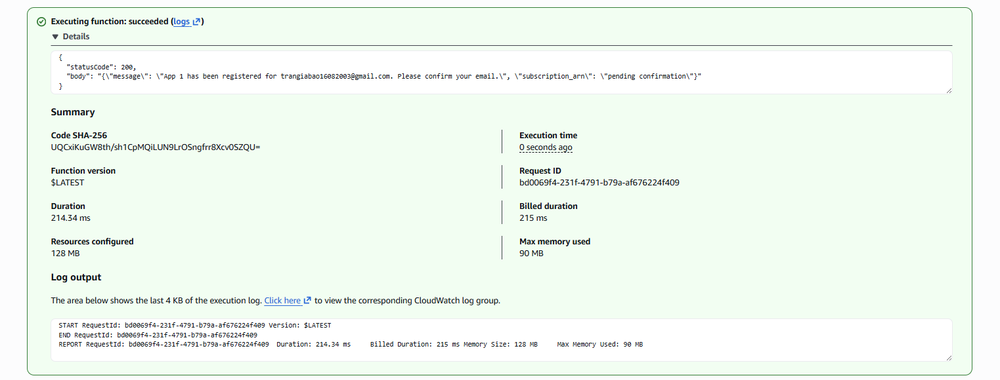 Executing function: succeeded (logs)
Details
{
"statusCode": 200,
"body": "{\"message\": \"App 1 has been registered for trangiabao16082003@gmail.com. Please confirm your email.\", \"subscription_arn\": \"pending confirmation\"}"
}
Summary
Code SHA-256
UQCxiKuGW8th/sh1CpMQiLUN9LrOSngfrr8Xcv0SZQU=
Execution time
0 seconds ago
Function version
$LATEST
Request ID
bd0069f4-231f-4791-b79a-af676224f409
Duration
214.34 ms
Billed duration
215 ms
Resources configured
128 MB
Max memory used
90 MB
Log output
The area below shows the last 4 KB of the execution log. Click here to view the corresponding CloudWatch log group.
START RequestId: bd0069f4-231f-4791-b79a-af676224f409 Version: $LATEST
END RequestId: bd0069f4-231f-4791-b79a-af676224f409
REPORT RequestId: bd0069f4-231f-4791-b79a-af676224f409 Duration: 214.34 ms Billed Duration: 215 ms Memory Size: 128 MB Max Memory Used: 90 MB